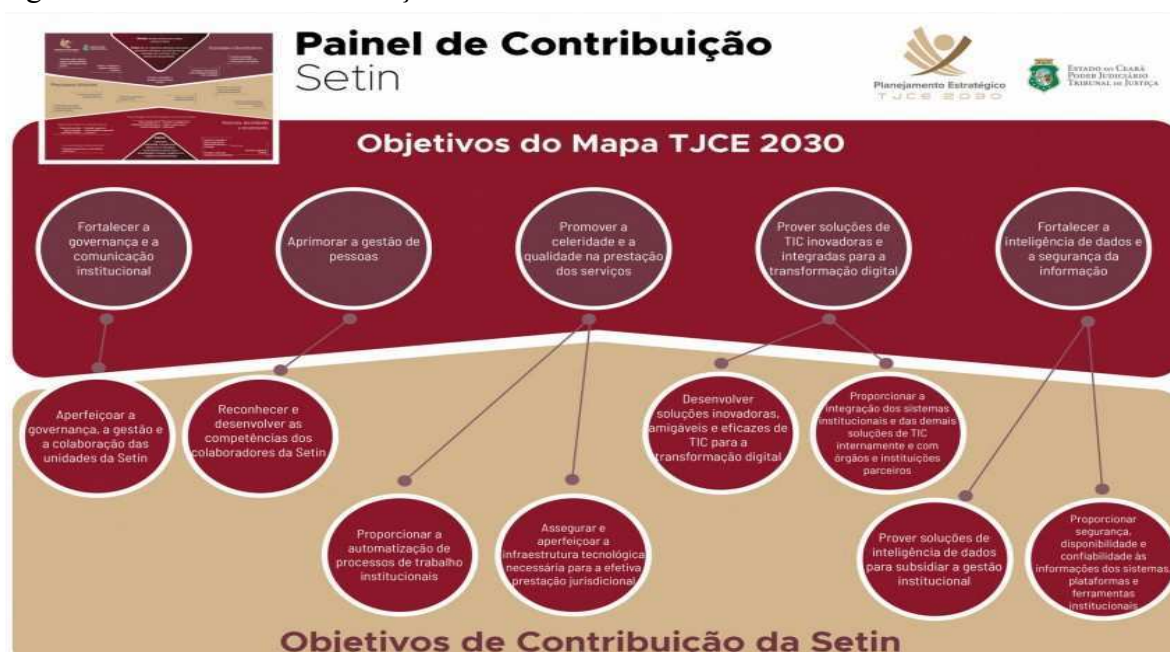 Painel de Contribuição
Setin
Planejamento Estratégico
TJCE 2030
Estado do Ceará
Poder Judiciário
Tribunal de Justiça
Objetivos do Mapa TJCE 2030
Fortalecer a
governança e a
comunicação
institucional
Aprimorar a gestão de
pessoas
Promover a
celeridade e a
qualidade na prestação
dos serviços
Prover soluções de
TIC inovadoras e
integradas para a
transformação digital
Fortalecer a
inteligência de dados e
a segurança da
informação
Aperfeiçoar a
governança, a gestão e
a colaboração das
unidades da Setin
Reconhecer e
desenvolver as
competências dos
colaboradores da Setin
Proporcionar a
automatização de
processos de trabalho
institucionais
Assegurar e
aperfeiçoar a
infraestrutura tecnológica
necessária para a efetiva
prestação jurisdicional
Desenvolver
soluções inovadoras,
amigáveis e eficazes de
TIC para a
transformação digital
Proporcionar a
integração dos sistemas
institucionais e das demais
soluções de TIC
internamente e com
órgãos e instituições
parceiros
Prover soluções de
inteligência de dados
para subsidiar a gestão
institucional
Proporcionar
segurança,
disponibilidade e
confiabilidade às
informações dos sistemas,
plataformas e
ferramentas
institucionais
Objetivos de Contribuição da Setin